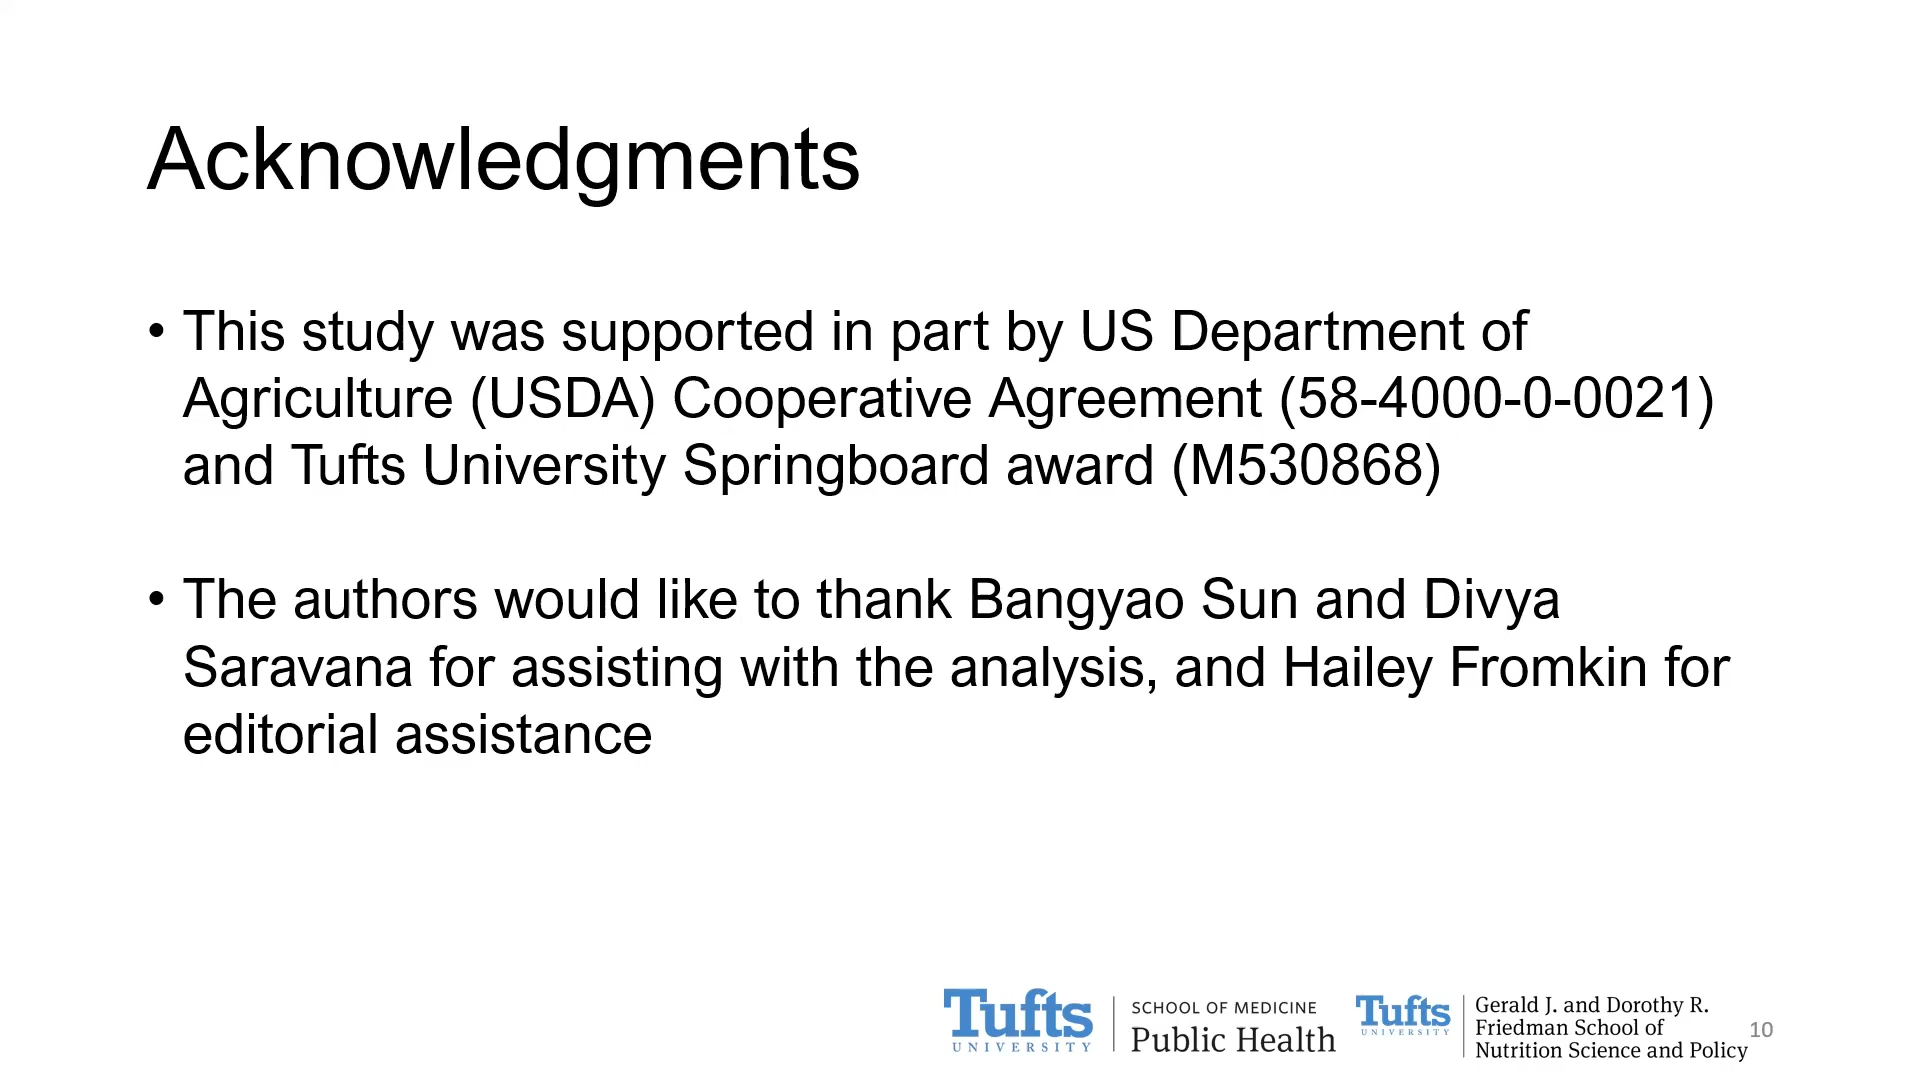 Acknowledgments
• This study was supported in part by US Department of
Agriculture (USDA) Cooperative Agreement (58-4000-0-0021)
and Tufts University Springboard award (M530868)
• The authors would like to thank Bangyao Sun and Divya
Saravana for assisting with the analysis, and Hailey Fromkin for
editorial assistance
Tufts
UNIVERSITY
SCHOOL OF MEDICINE
Public Health
Tufts
UNIVERSITY
Gerald J. and Dorothy R.
Friedman School of
Nutrition Science and Policy
10